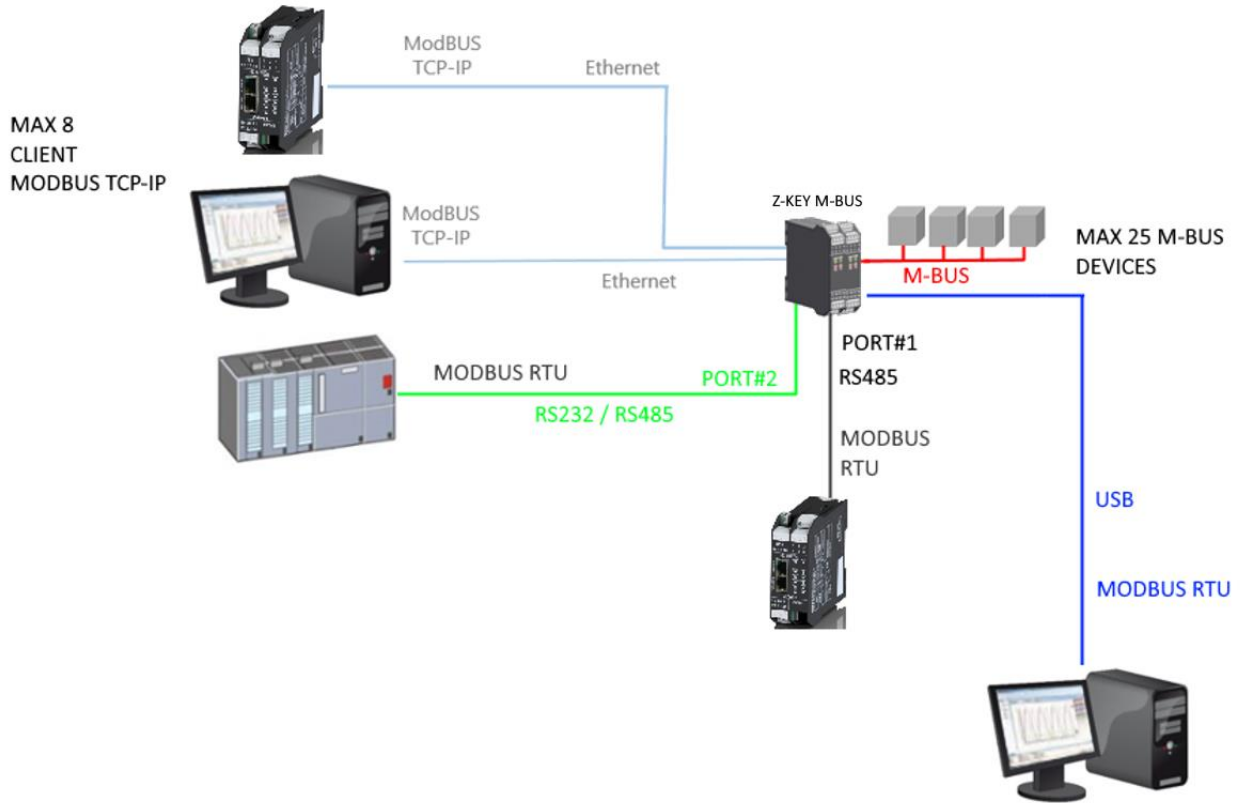 ModBUS
TCP-IP
Ethernet
MAX 8
CLIENT
MODBUS TCP-IP
ModBUS
TCP-IP
Ethernet
Z-KEY M-BUS
MAX 25 M-BUS
DEVICES
M-BUS
MODBUS RTU
PORT#2
RS232 / RS485
PORT#1
RS485
MODBUS
RTU
USB
MODBUS RTU